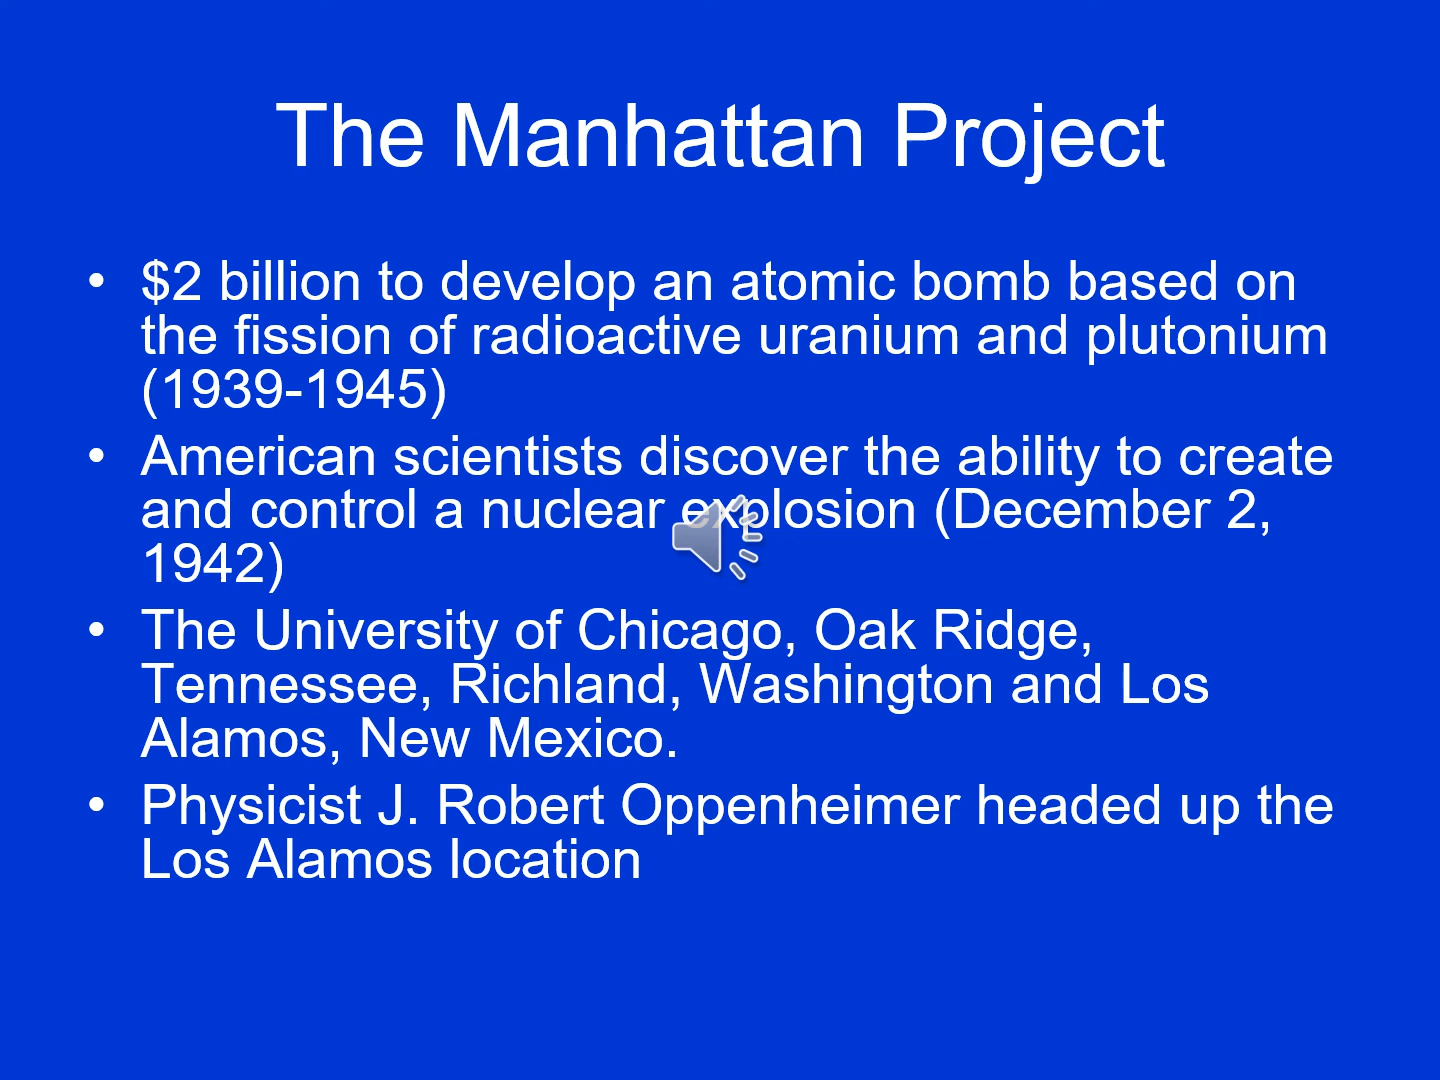 The Manhattan Project
• $2 billion to develop an atomic bomb based on
the fission of radioactive uranium and plutonium
(1939-1945)
• American scientists discover the ability to create
and control a nuclear explosion (December 2,
1942)
• The University of Chicago, Oak Ridge,
Tennessee, Richland, Washington and Los
Alamos, New Mexico.
• Physicist J. Robert Oppenheimer headed up the
Los Alamos location